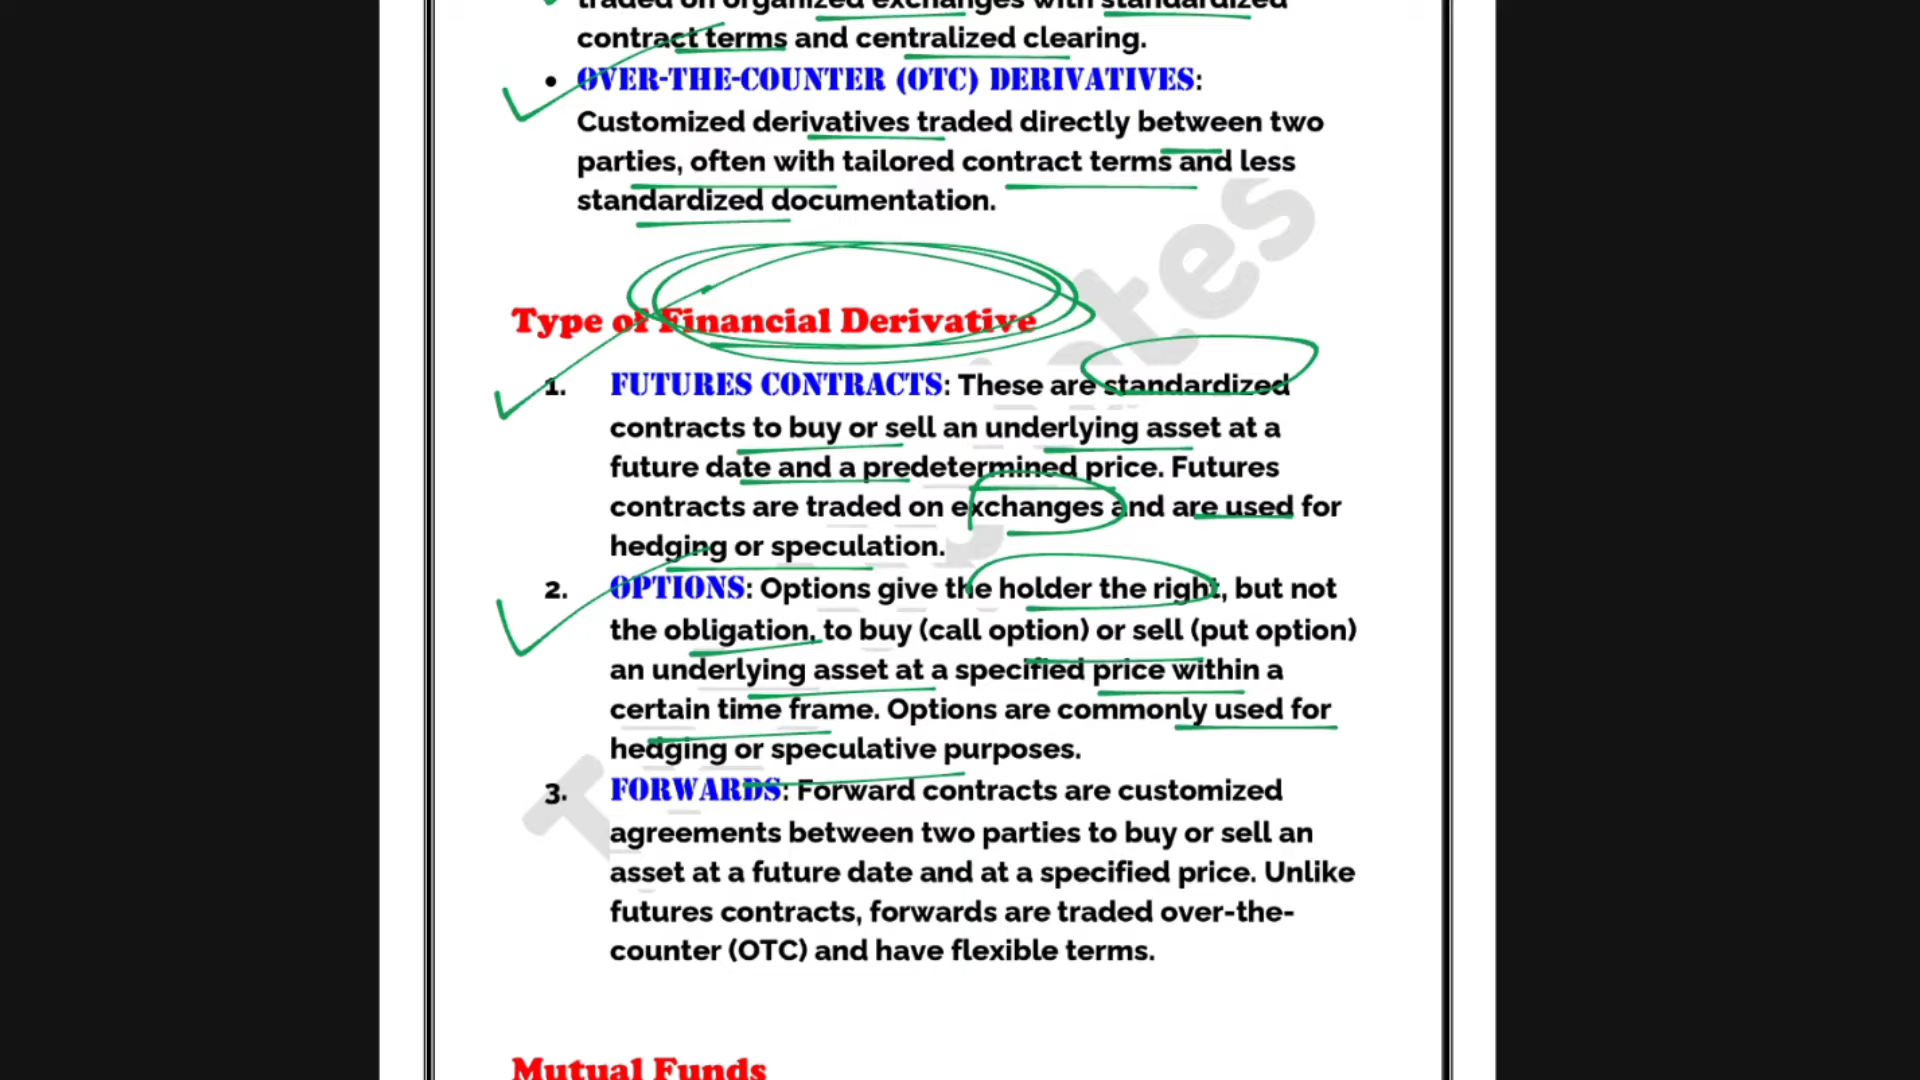 traded on organized exchanges with standardized
contract terms and centralized clearing.
• OVER-THE-COUNTER (OTC) DERIVATIVES:
Customized derivatives traded directly between two
parties, often with tailored contract terms and less
standardized documentation.
Type of Financial Derivative
1. FUTURES CONTRACTS: These are standardized
contracts to buy or sell an underlying asset at a
future date and a predetermined price. Futures
contracts are traded on exchanges and are used for
hedging or speculation.
2. OPTIONS: Options give the holder the right, but not
the obligation, to buy (call option) or sell (put option)
an underlying asset at a specified price within a
certain time frame. Options are commonly used for
hedging or speculative purposes.
3. FORWARDS: Forward contracts are customized
agreements between two parties to buy or sell an
asset at a future date and at a specified price. Unlike
futures contracts, forwards are traded over-the-
counter (OTC) and have flexible terms.
Mutual Funds